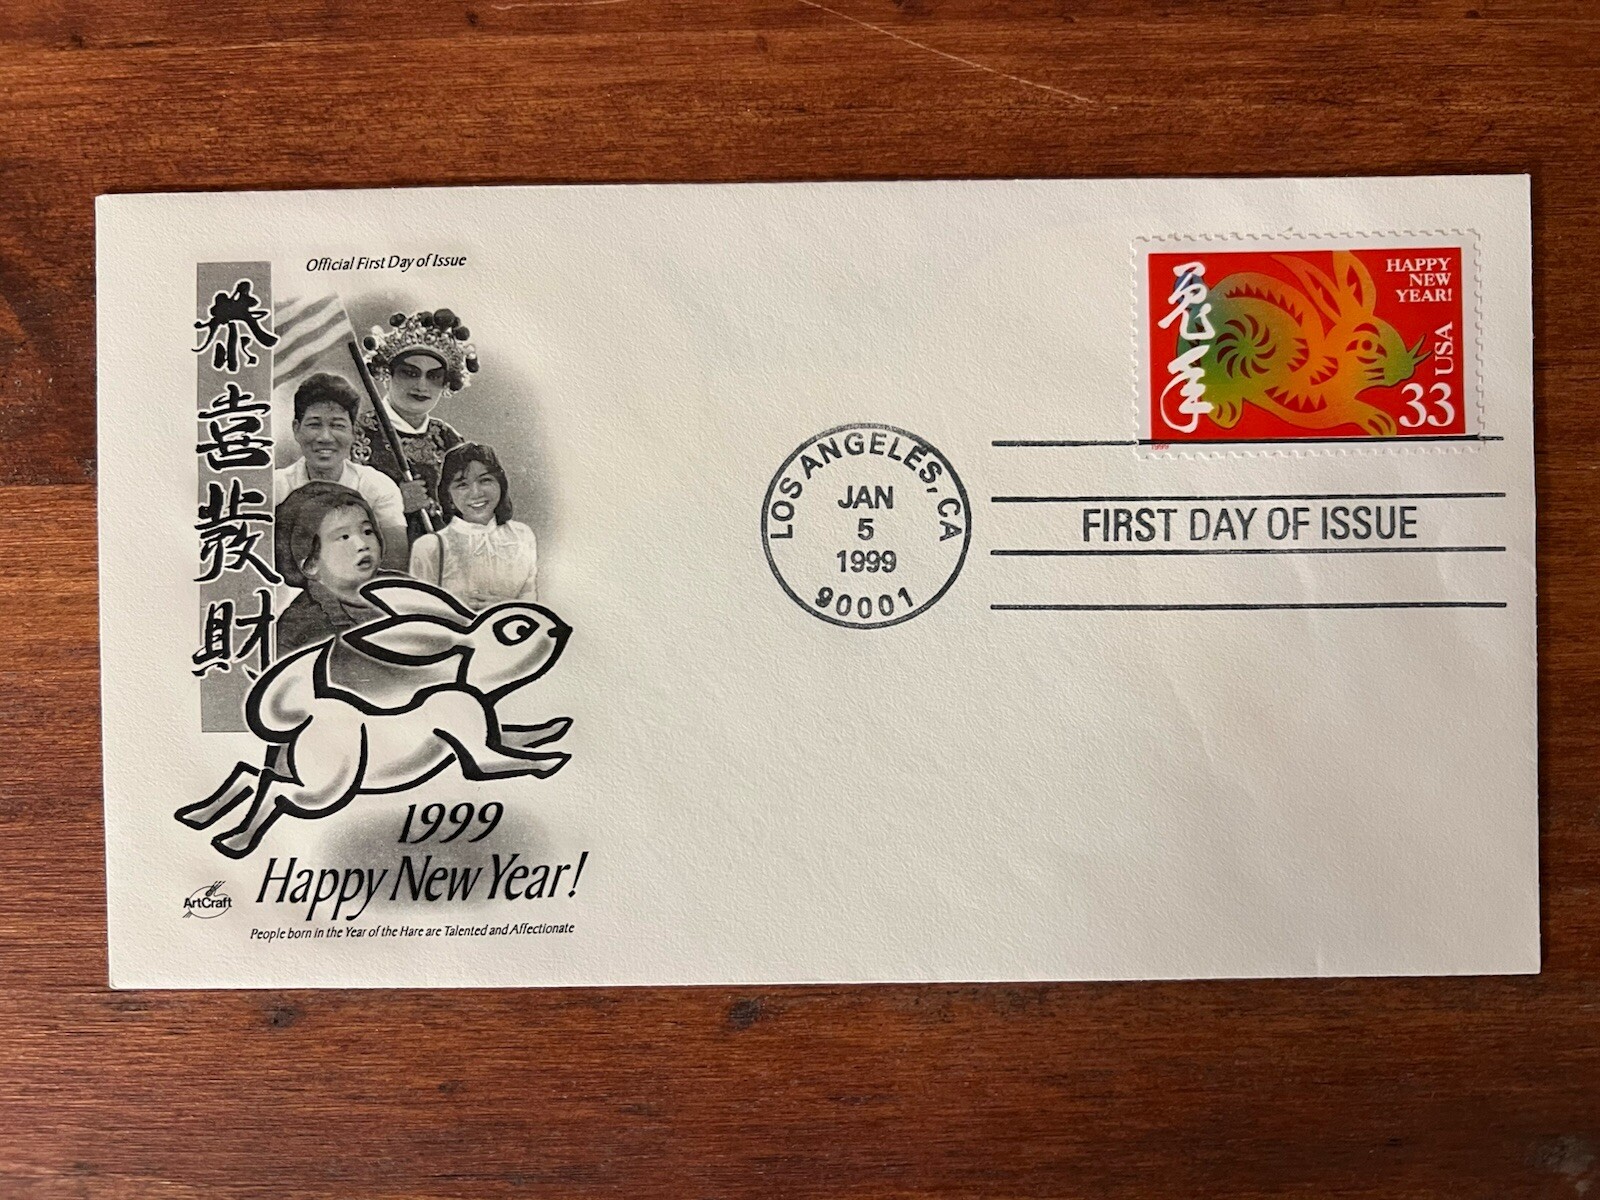 Official First Day of Issue
恭喜發財
1999
Happy New Year!
ArtCraft
People born in the Year of the Hare are Talented and Affectionate
LOS ANGELES, CA
JAN
5
1999
90001
FIRST DAY OF ISSUE
兔年
HAPPY
NEW
YEAR!
USA
33
1999